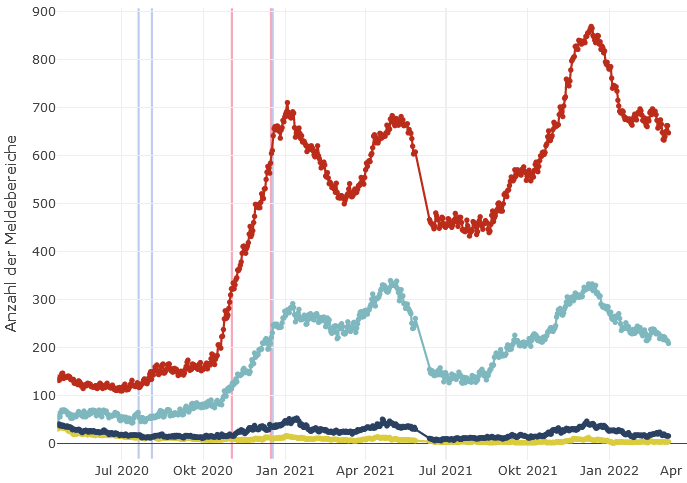 Anzahl der Meldebereiche
900
800
700
600
500
400
300
200
100
0
Jul 2020
Okt 2020
Jan 2021
Apr 2021
Jul 2021
Okt 2021
Jan 2022
Apr